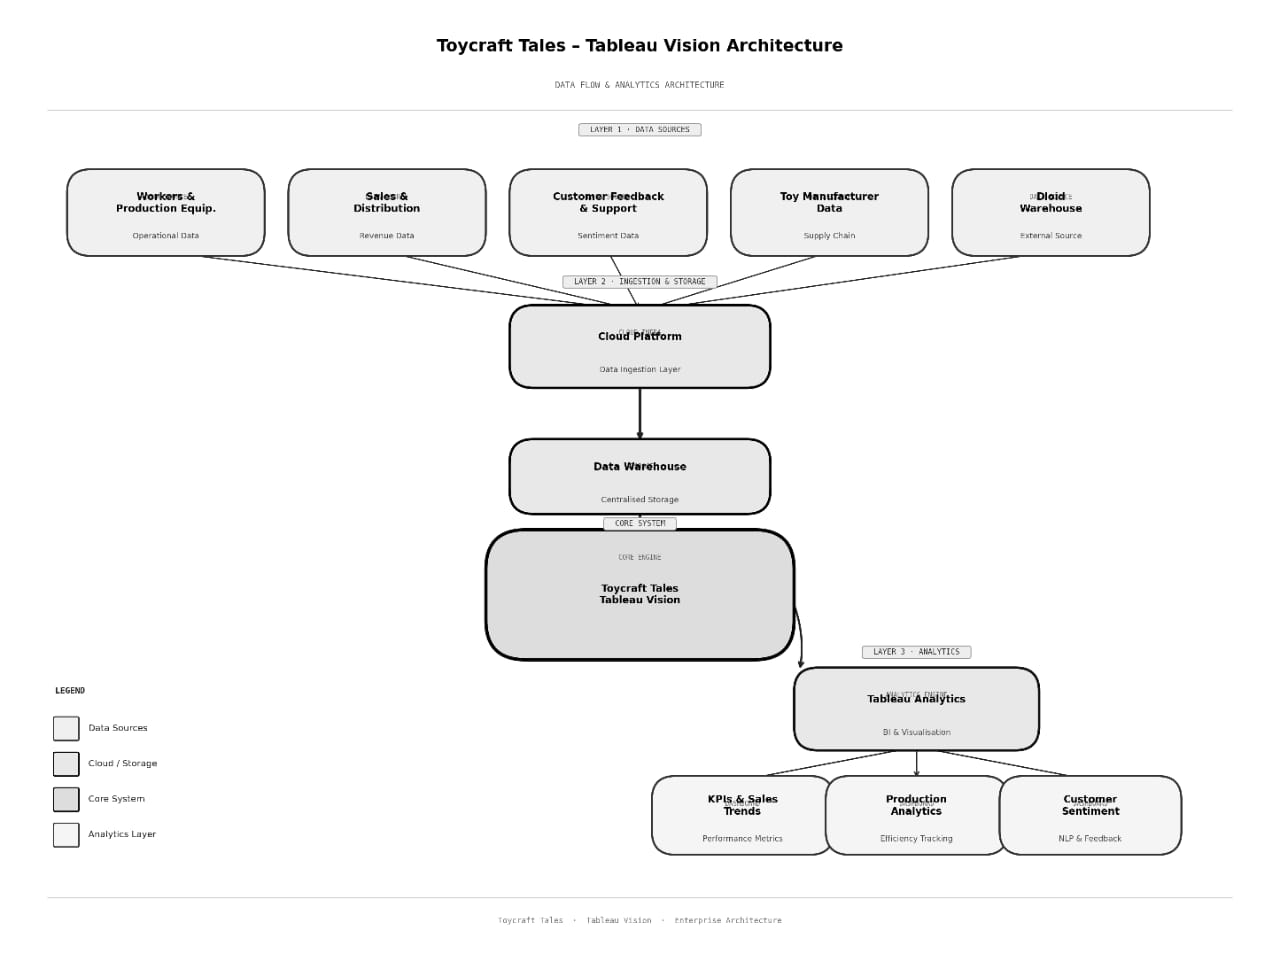 Toycraft Tales – Tableau Vision Architecture
DATA FLOW & ANALYTICS ARCHITECTURE
LAYER 1 · DATA SOURCES
Workers &
Production Equip.
Operational Data
Sales &
Distribution
Revenue Data
Customer Feedback
& Support
Sentiment Data
Toy Manufacturer
Data
Supply Chain
Dloid
Warehouse
External Source
LAYER 2 · INGESTION & STORAGE
Cloud Platform
Data Ingestion Layer
Data Warehouse
Centralised Storage
CORE SYSTEM
CORE ENGINE
Toycraft Tales
Tableau Vision
LAYER 3 · ANALYTICS
ANALYTICS ENGINE
Tableau Analytics
BI & Visualisation
KPIs & Sales
Trends
Performance Metrics
Production
Analytics
Efficiency Tracking
Customer
Sentiment
NLP & Feedback
LEGEND
Data Sources
Cloud / Storage
Core System
Analytics Layer
Toycraft Tales · Tableau Vision · Enterprise Architecture